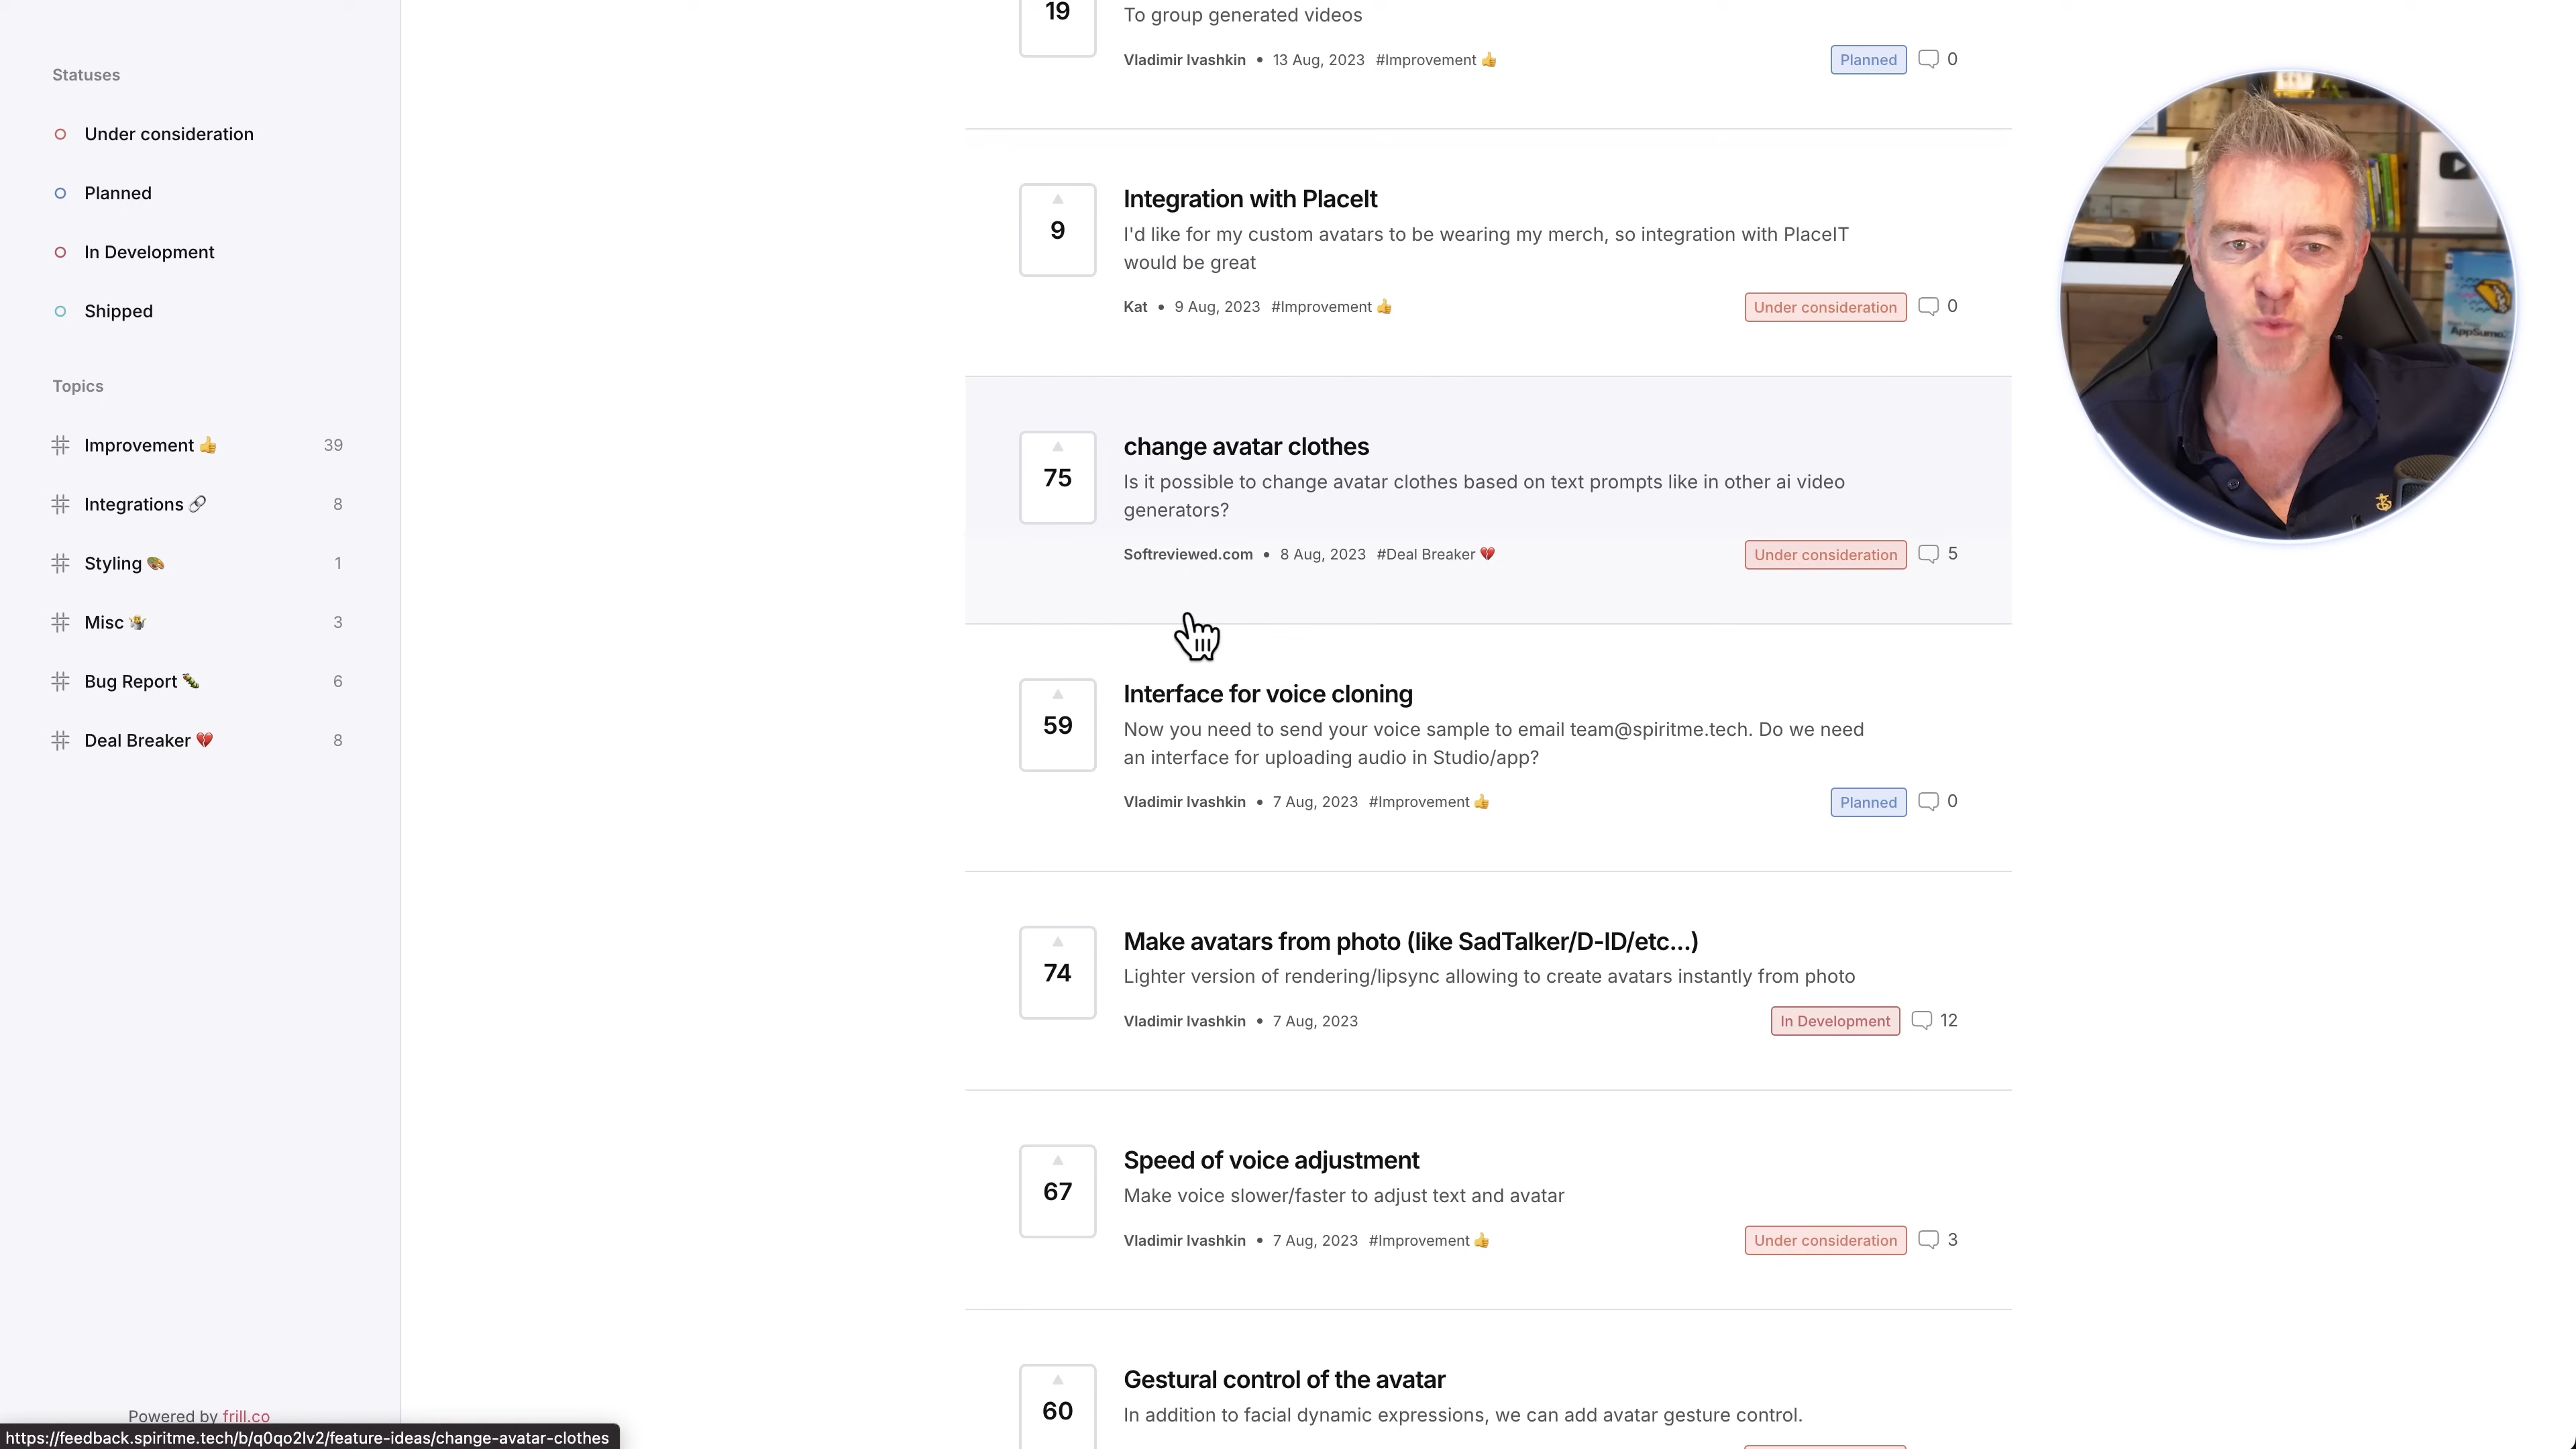 Statuses
Under consideration
Planned
In Development
Shipped
Topics
Improvement 👍 39
Integrations 🔗 8
Styling 🎨 1
Misc 🤹 3
Bug Report 🐛 6
Deal Breaker 💔 8
Powered by frill.co
https://feedback.spiritme.tech/b/q0qo2lv2/feature-ideas/change-avatar-clothes
19
To group generated videos
Vladimir Ivashkin • 13 Aug, 2023 #Improvement 👍 Planned 0
9
Integration with PlaceIt
I'd like for my custom avatars to be wearing my merch, so integration with PlaceIT
would be great
Kat • 9 Aug, 2023 #Improvement 👍 Under consideration 0
75
change avatar clothes
Is it possible to change avatar clothes based on text prompts like in other ai video
generators?
Softreviewed.com • 8 Aug, 2023 #Deal Breaker 💔 Under consideration 5
59
Interface for voice cloning
Now you need to send your voice sample to email team@spiritme.tech. Do we need
an interface for uploading audio in Studio/app?
Vladimir Ivashkin • 7 Aug, 2023 #Improvement 👍 Planned 0
74
Make avatars from photo (like SadTalker/D-ID/etc...)
Lighter version of rendering/lipsync allowing to create avatars instantly from photo
Vladimir Ivashkin • 7 Aug, 2023 In Development 12
67
Speed of voice adjustment
Make voice slower/faster to adjust text and avatar
Vladimir Ivashkin • 7 Aug, 2023 #Improvement 👍 Under consideration 3
60
Gestural control of the avatar
In addition to facial dynamic expressions, we can add avatar gesture control.
AppSumo